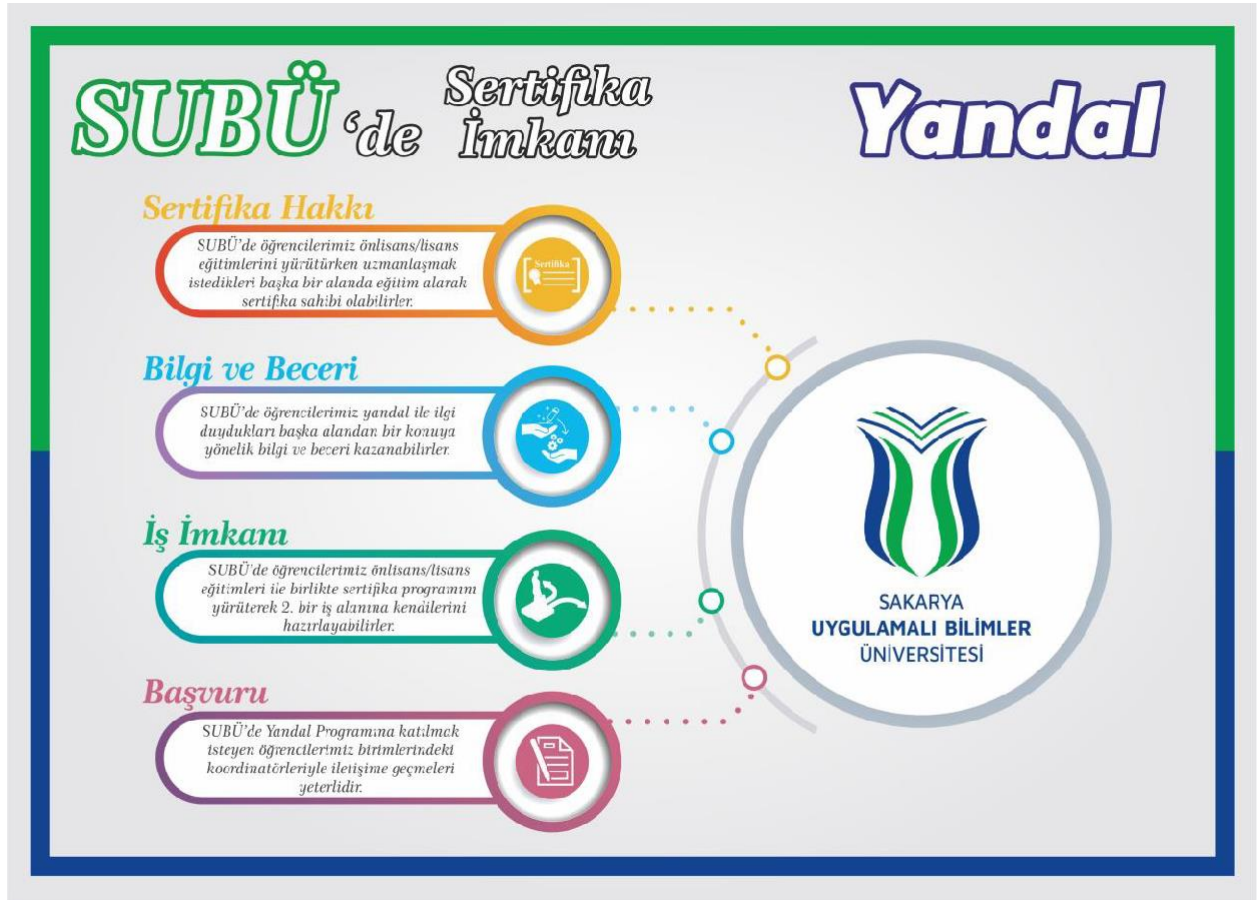 SUBÜ 'de Sertifika
İmkanı
Yandal
Sertifika Hakkı
SUBÜ'de öğrencilerimiz önlisans/lisans
eğitimlerini yürütürken uzmanlaşmak
istedikleri başka bir alanda eğitim alarak
sertifika sahibi olabilirler.
Sertifika
Bilgi ve Beceri
SUBÜ'de öğrencilerimiz yandal ile ilgi
duydukları başka alandan bir konuya
yönelik bilgi ve beceri kazanabilirler.
İş İmkanı
SUBÜ'de öğrencilerimiz önlisans/lisans
eğitimleri ile birlikte sertifika programını
yürüterek 2. bir iş alanına kendilerini
hazırlayabilirler.
Başvuru
SUBÜ'de Yandal Programına katılmak
isteyen öğrencilerimiz birimlerindeki
koordinatörleriyle iletişime geçmeleri
yeterlidir.
SAKARYA
UYGULAMALI BİLİMLER
ÜNİVERSİTESİ